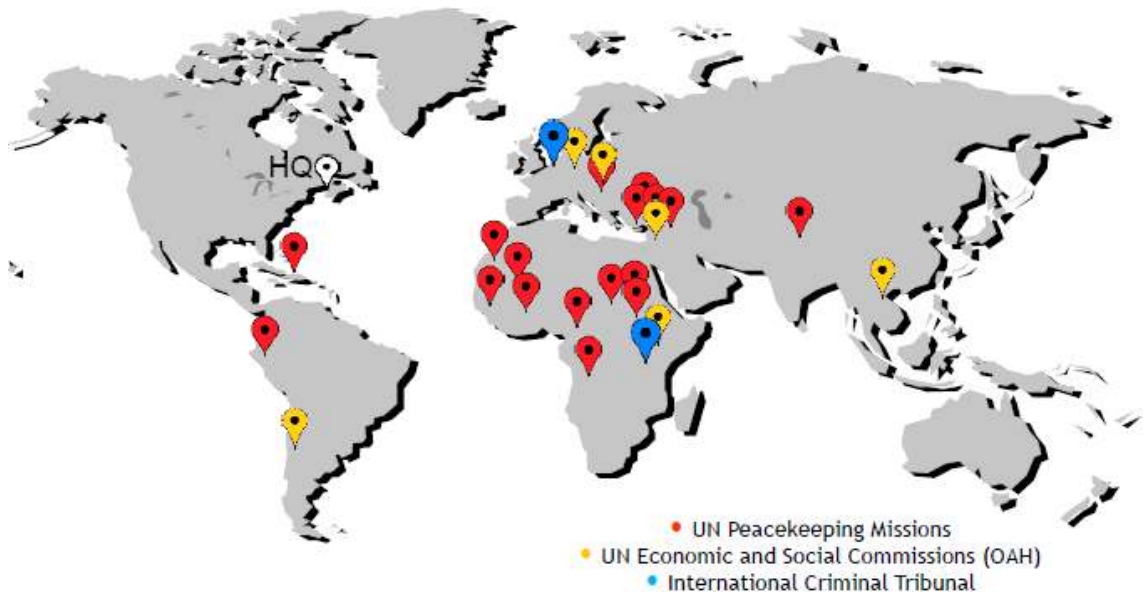 HQ
UN Peacekeeping Missions
UN Economic and Social Commissions (OAH)
International Criminal Tribunal